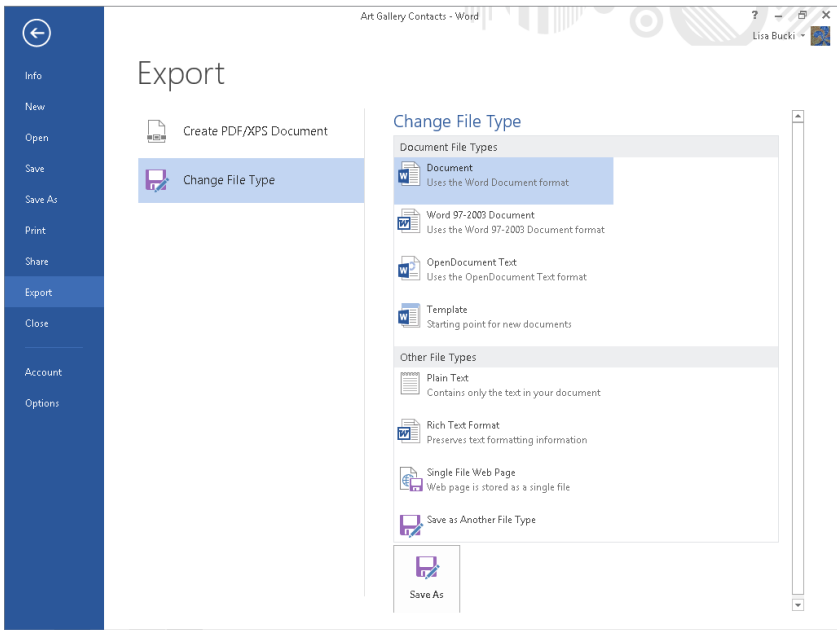 Art Gallery Contacts - Word
?
Lisa Bucki
Info
New
Open
Save
Save As
Print
Share
Export
Close
Account
Options
Export
Create PDF/XPS Document
Change File Type
Change File Type
Document File Types
Document
Uses the Word Document format
Word 97-2003 Document
Uses the Word 97-2003 Document format
OpenDocument Text
Uses the OpenDocument Text format
Template
Starting point for new documents
Other File Types
Plain Text
Contains only the text in your document
Rich Text Format
Preserves text formatting information
Single File Web Page
Web page is stored as a single file
Save as Another File Type
Save As